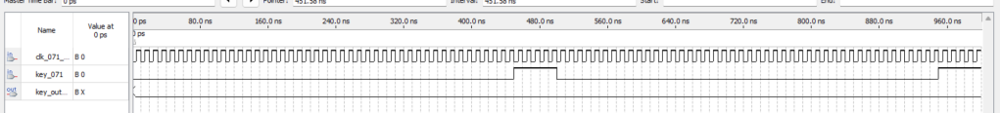 Master Time Bar: 0 ps Pointer: 451.58 ns Interval: 451.58 ns Start: End:
Name Value at 0 ps
0 ps 80.0 ns 160.0 ns 240.0 ns 320.0 ns 400.0 ns 480.0 ns 560.0 ns 640.0 ns 720.0 ns 800.0 ns 880.0 ns 960.0 ns
0 ps
clk_071_... B 0
key_071 B 0
out key_out... B X